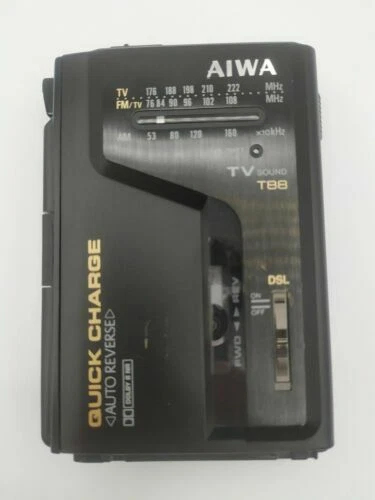 AIWA
TV 176 188 198 210 222 MHz
FM/TV 76 84 90 96 102 108 MHz
AM 53 80 120 160 x10kHz
TV SOUND
T88
DSL
ON
OFF
REV
FWD
QUICK CHARGE
◁AUTO REVERSE▷
DOLBY B NR